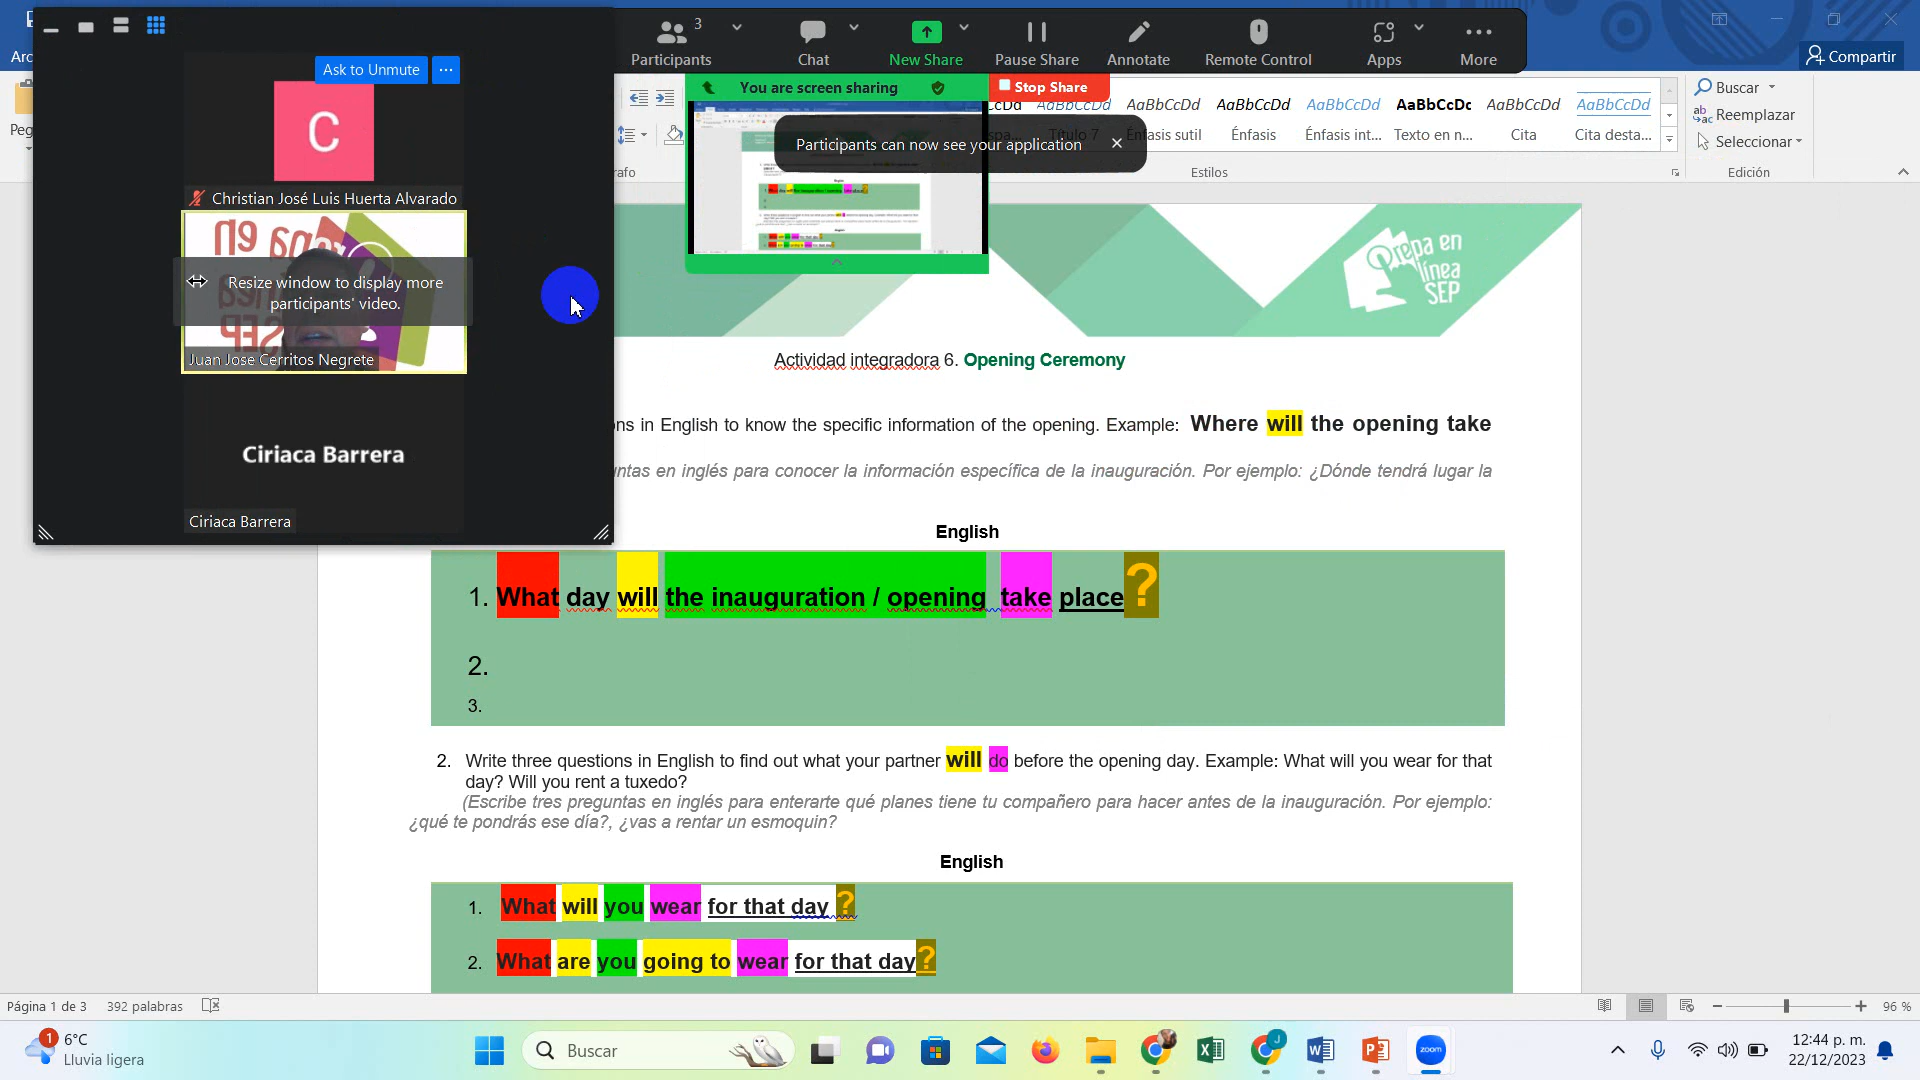 Participants
3
Chat
New Share
Pause Share
Annotate
Remote Control
Apps
More
Compartir
Ask to Unmute
...
You are screen sharing
Stop Share
Participants can now see your application
C
Christian José Luis Huerta Alvarado
Resize window to display more
participants' video.
Juan Jose Cerritos Negrete
Ciriaca Barrera
Ciriaca Barrera
AaBbCcDd
AaBbCcDd
AaBbCcDd
AaBbCcDd
AaBbCcDc
AaBbCcDd
AaBbCcDd
Título 7
Énfasis sutil
Énfasis
Énfasis int...
Texto en n...
Cita
Cita desta...
Buscar
Reemplazar
Seleccionar
Estilos
Edición
Prepa en
línea
SEP
Actividad integradora 6. Opening Ceremony
in English to know the specific information of the opening. Example: Where will the opening take
en inglés para conocer la información específica de la inauguración. Por ejemplo: ¿Dónde tendrá lugar la
English
1. What day will the inauguration / opening take place?
2.
3.
2. Write three questions in English to find out what your partner will do before the opening day. Example: What will you wear for that
day? Will you rent a tuxedo?
(Escribe tres preguntas en inglés para enterarte qué planes tiene tu compañero para hacer antes de la inauguración. Por ejemplo:
¿qué te pondrás ese día?, ¿vas a rentar un esmoquin?
English
1. What will you wear for that day ?
2. What are you going to wear for that day?
Página 1 de 3
392 palabras
96 %
1
6°C
Lluvia ligera
Buscar
zoom
12:44 p. m.
22/12/2023